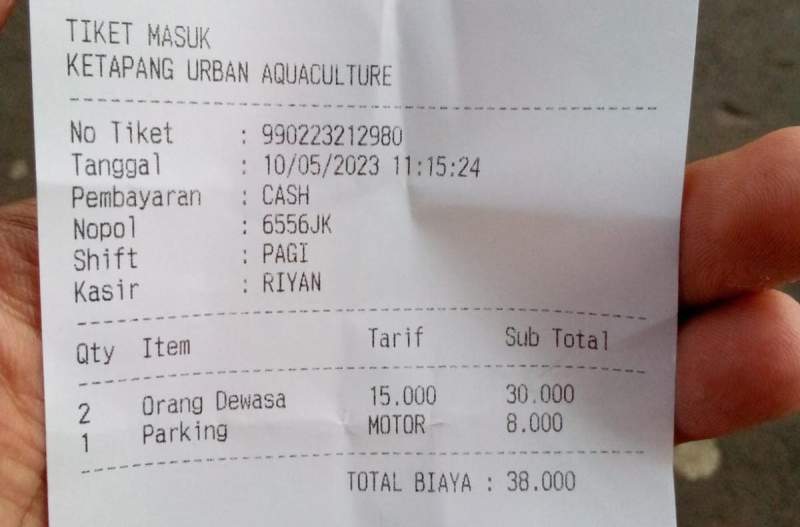 TIKET MASUK
KETAPANG URBAN AQUACULTURE
No Tiket : 990223212980
Tanggal : 10/05/2023 11:15:24
Pembayaran : CASH
Nopol : 6556JK
Shift : PAGI
Kasir : RIYAN
Qty Item Tarif Sub Total
2 Orang Dewasa 15.000 30.000
1 Parking MOTOR 8.000
TOTAL BIAYA : 38.000